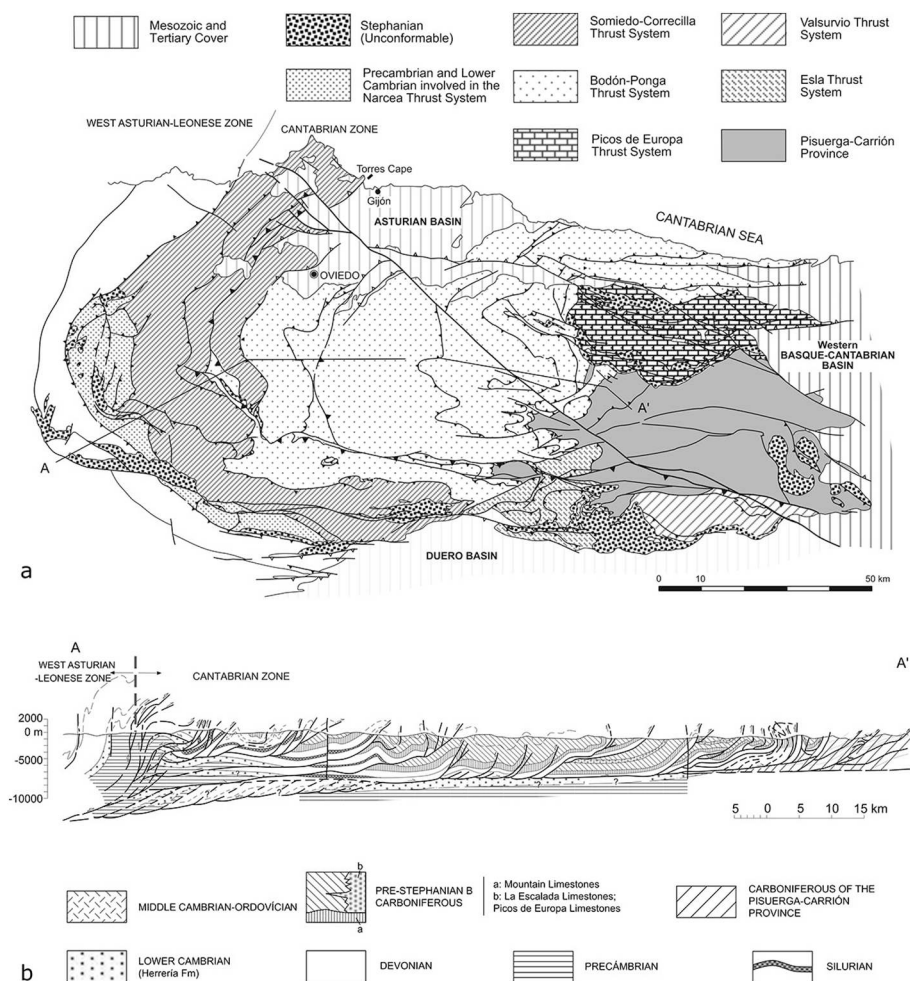 Mesozoic and
Tertiary Cover
Stephanian
(Unconformable)
Somiedo-Correcilla
Thrust System
Valsurvio Thrust
System
Precambrian and Lower
Cambrian involved in the
Narcea Thrust System
Bodón-Ponga
Thrust System
Esla Thrust
System
Picos de Europa
Thrust System
Pisuerga-Carrión
Province
WEST ASTURIAN-LEONESE ZONE
CANTABRIAN ZONE
Torres Cape
Gijón
ASTURIAN BASIN
CANTABRIAN SEA
OVIEDO
Western
BASQUE-CANTABRIAN
BASIN
A'
A
DUERO BASIN
a
0 10 20 50 km
A
A'
WEST ASTURIAN
-LEONESE ZONE
CANTABRIAN ZONE
2000
0 m
-5000
-10000
? ? ? ? ? ?
5 0 5 10 15 km
MIDDLE CAMBRIAN-ORDOVÍCIAN
b
a
PRE-STEPHANIAN B
CARBONIFEROUS
a: Mountain Limestones
b: La Escalada Limestones;
Picos de Europa Limestones
CARBONIFEROUS OF THE
PISUERGA-CARRIÓN
PROVINCE
LOWER CAMBRIAN
(Herrería Fm)
DEVONIAN
PRECÁMBRIAN
SILURIAN
b